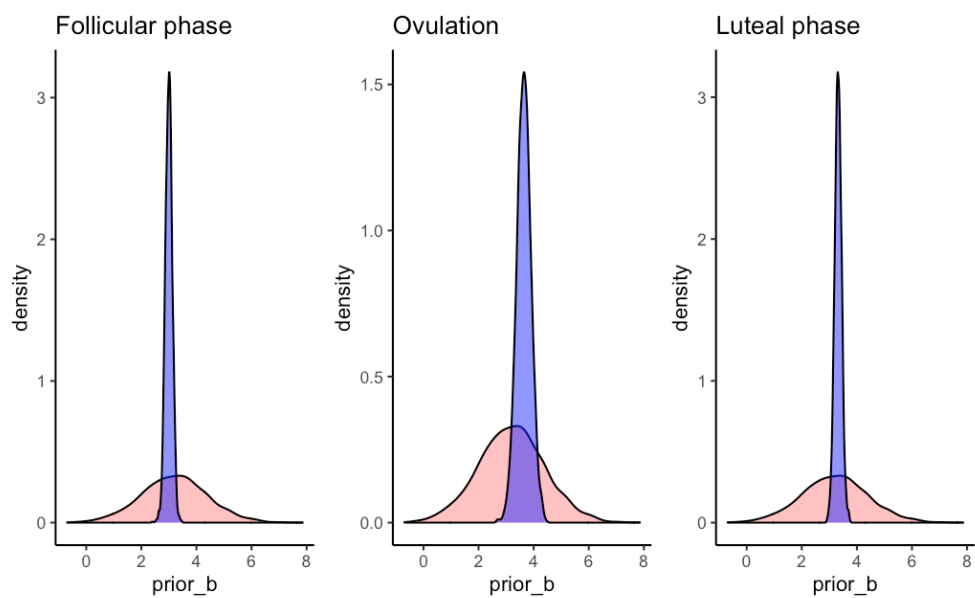 Follicular phase
Ovulation
Luteal phase
density
3
2
1
0
0 2 4 6 8
prior_b
density
1.5
1.0
0.5
0.0
0 2 4 6 8
prior_b
density
3
2
1
0
0 2 4 6 8
prior_b